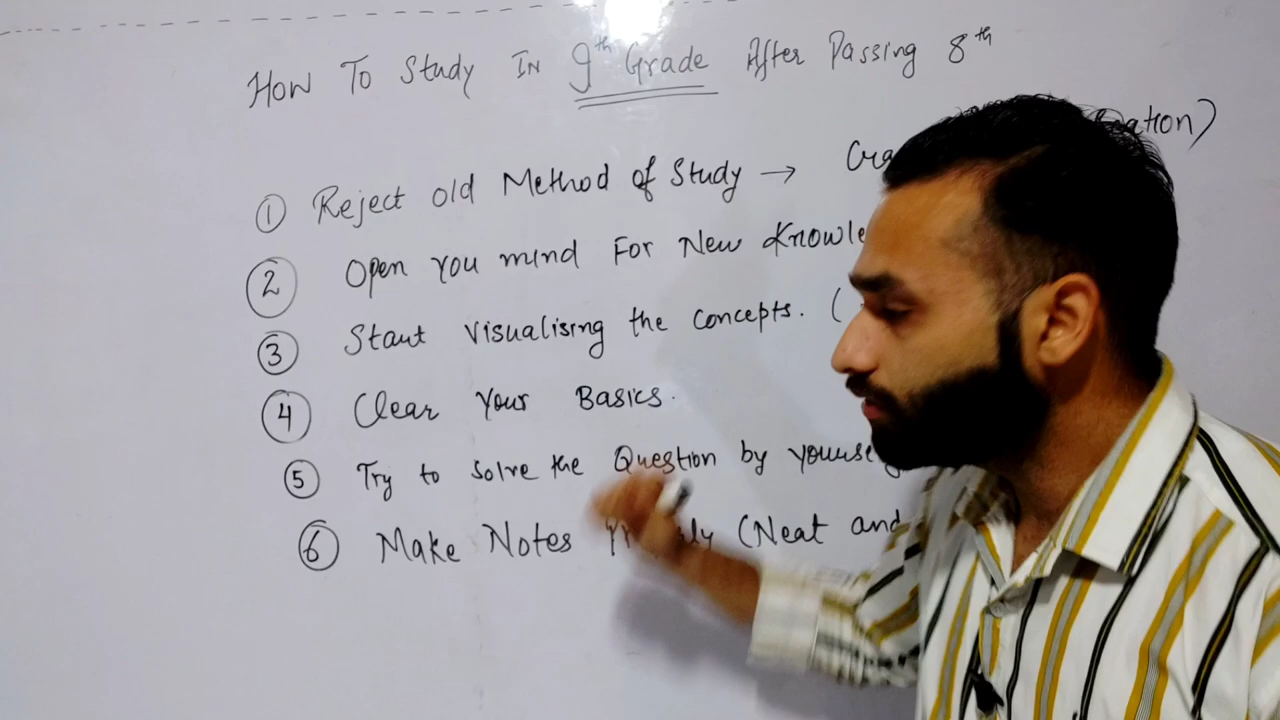 How To Study In 9th Grade After Passing 8th
① Reject old Method of Study →
② Open You mind For New
③ Start Visualising the concepts. (
④ Clear Your Basics.
⑤ Try to Solve the Question by
⑥ Make Notes (Neat and